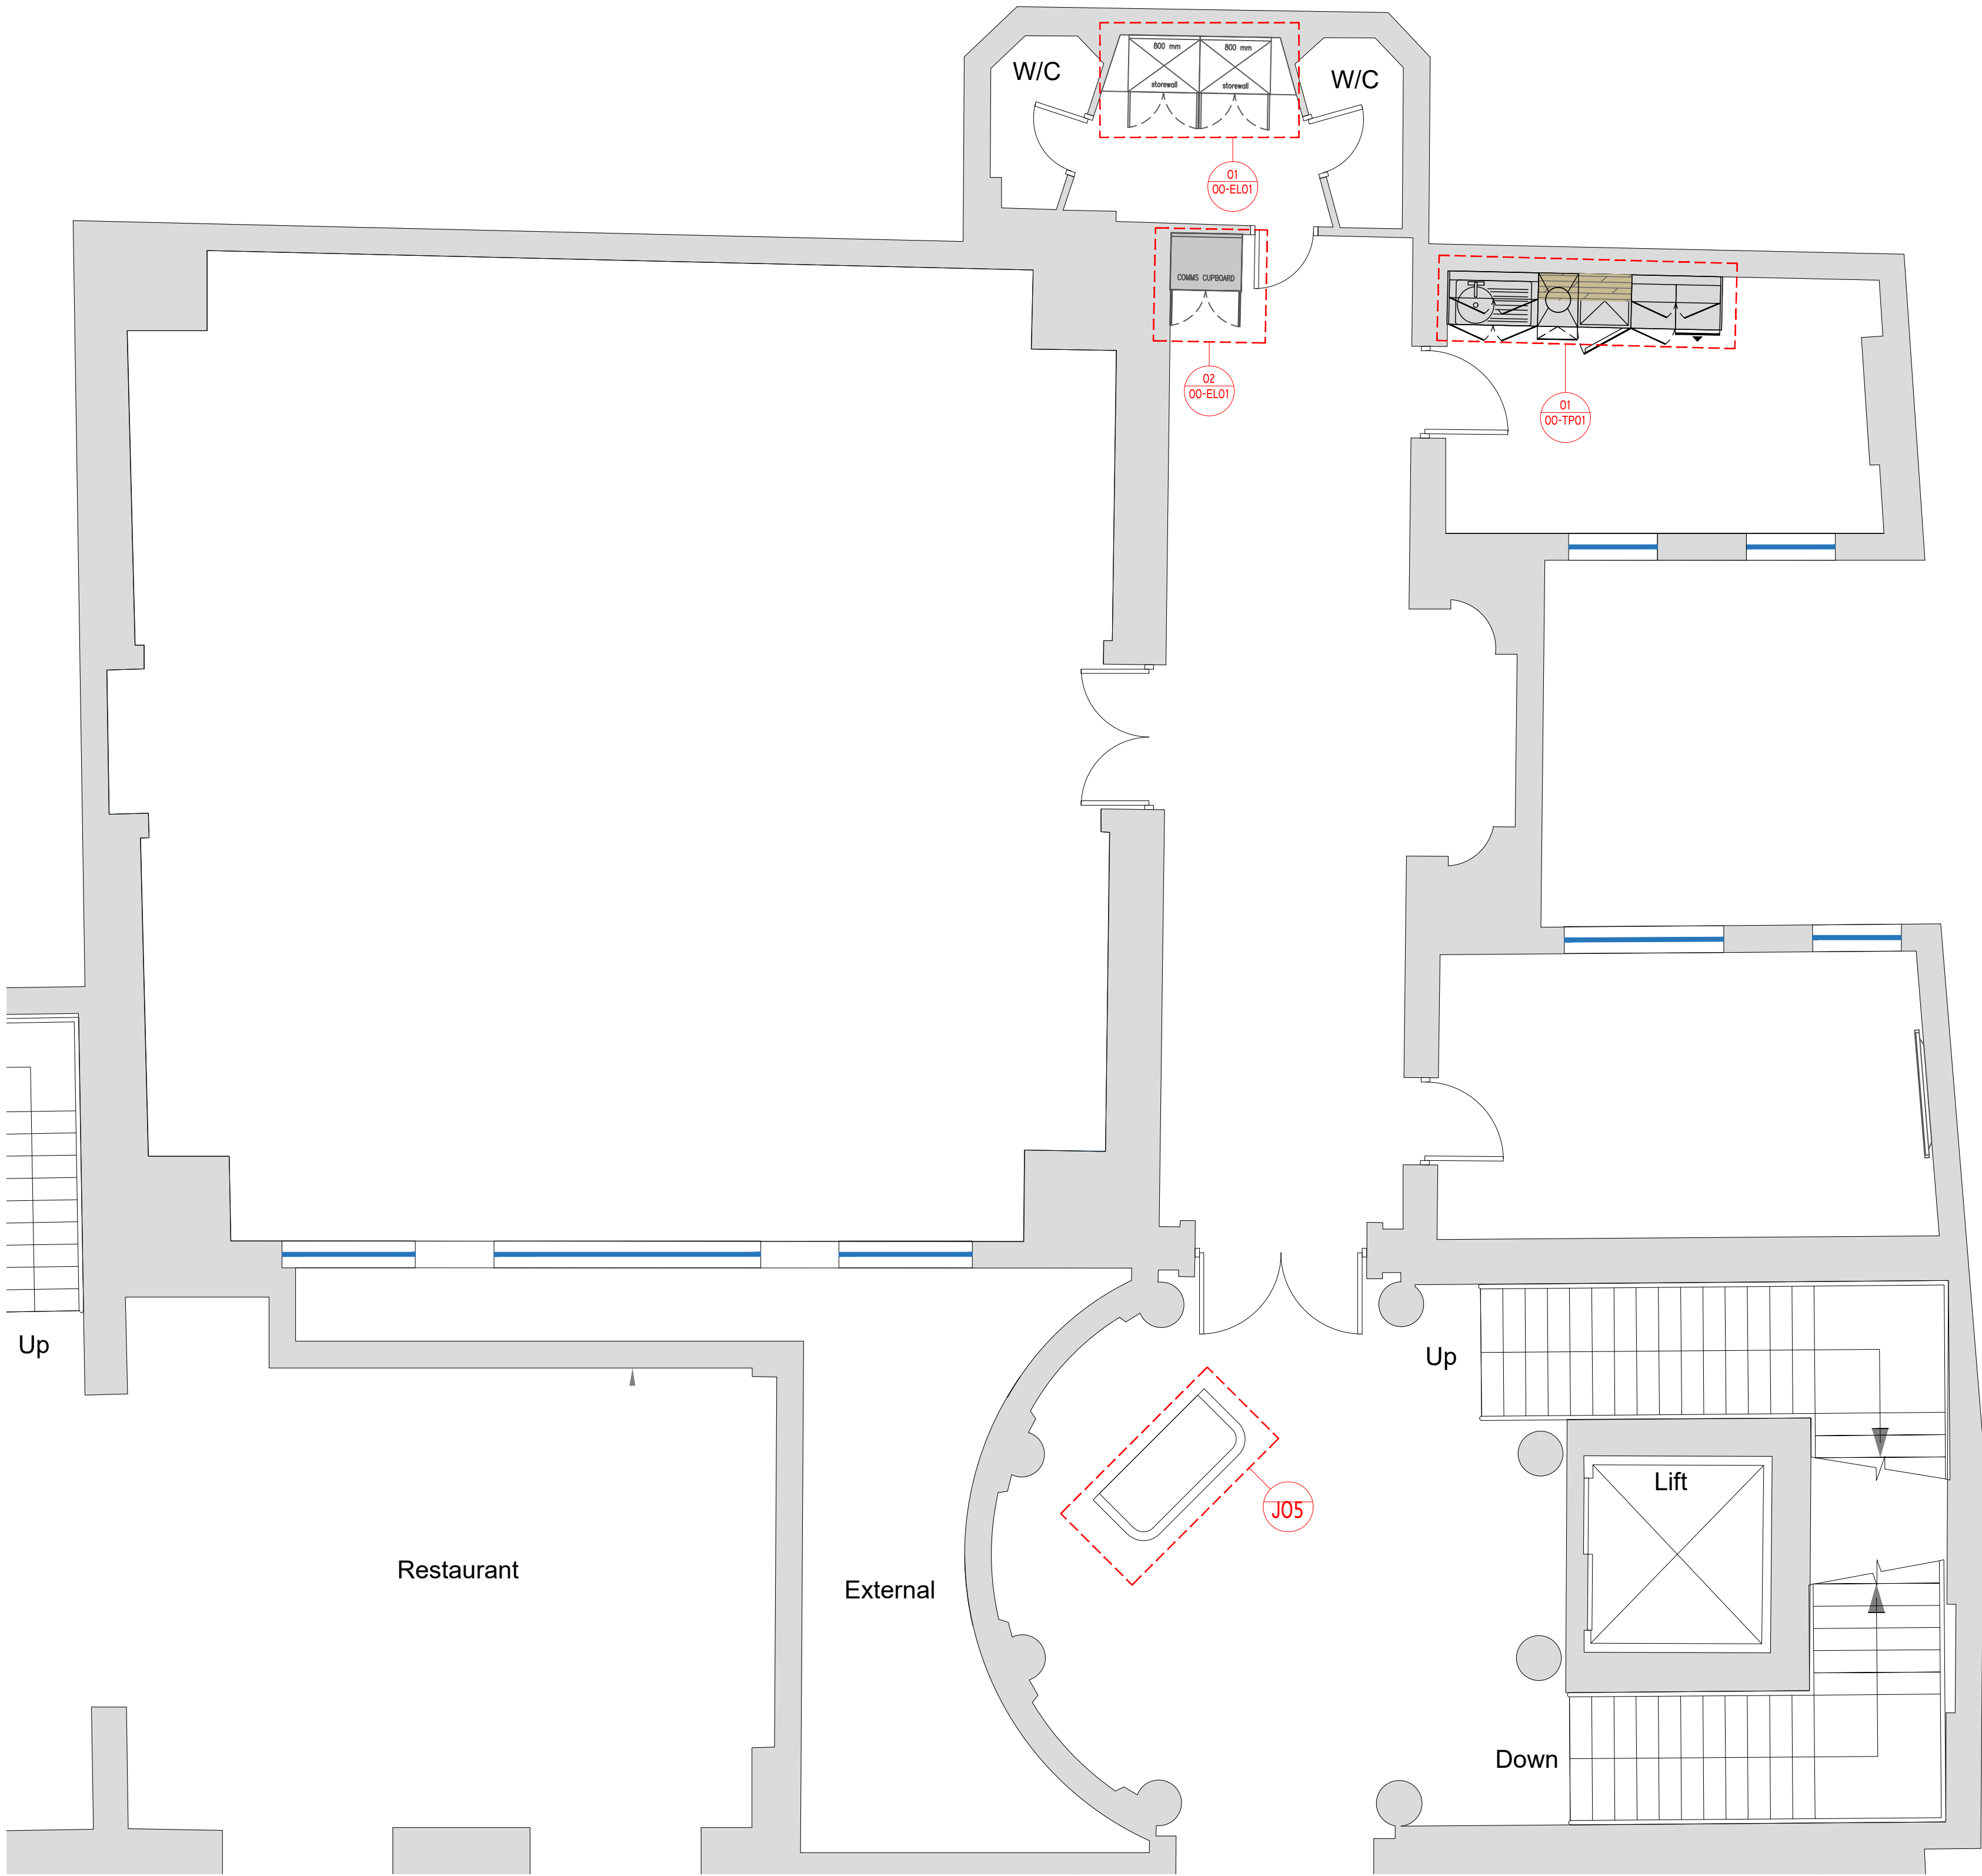 W/C
800 mm
800 mm
W/C
storewall
storewall
01
00-EL01
COMMS CUPBOARD
02
00-EL01
01
00-TP01
Up
Up
Lift
J05
Restaurant
External
Down